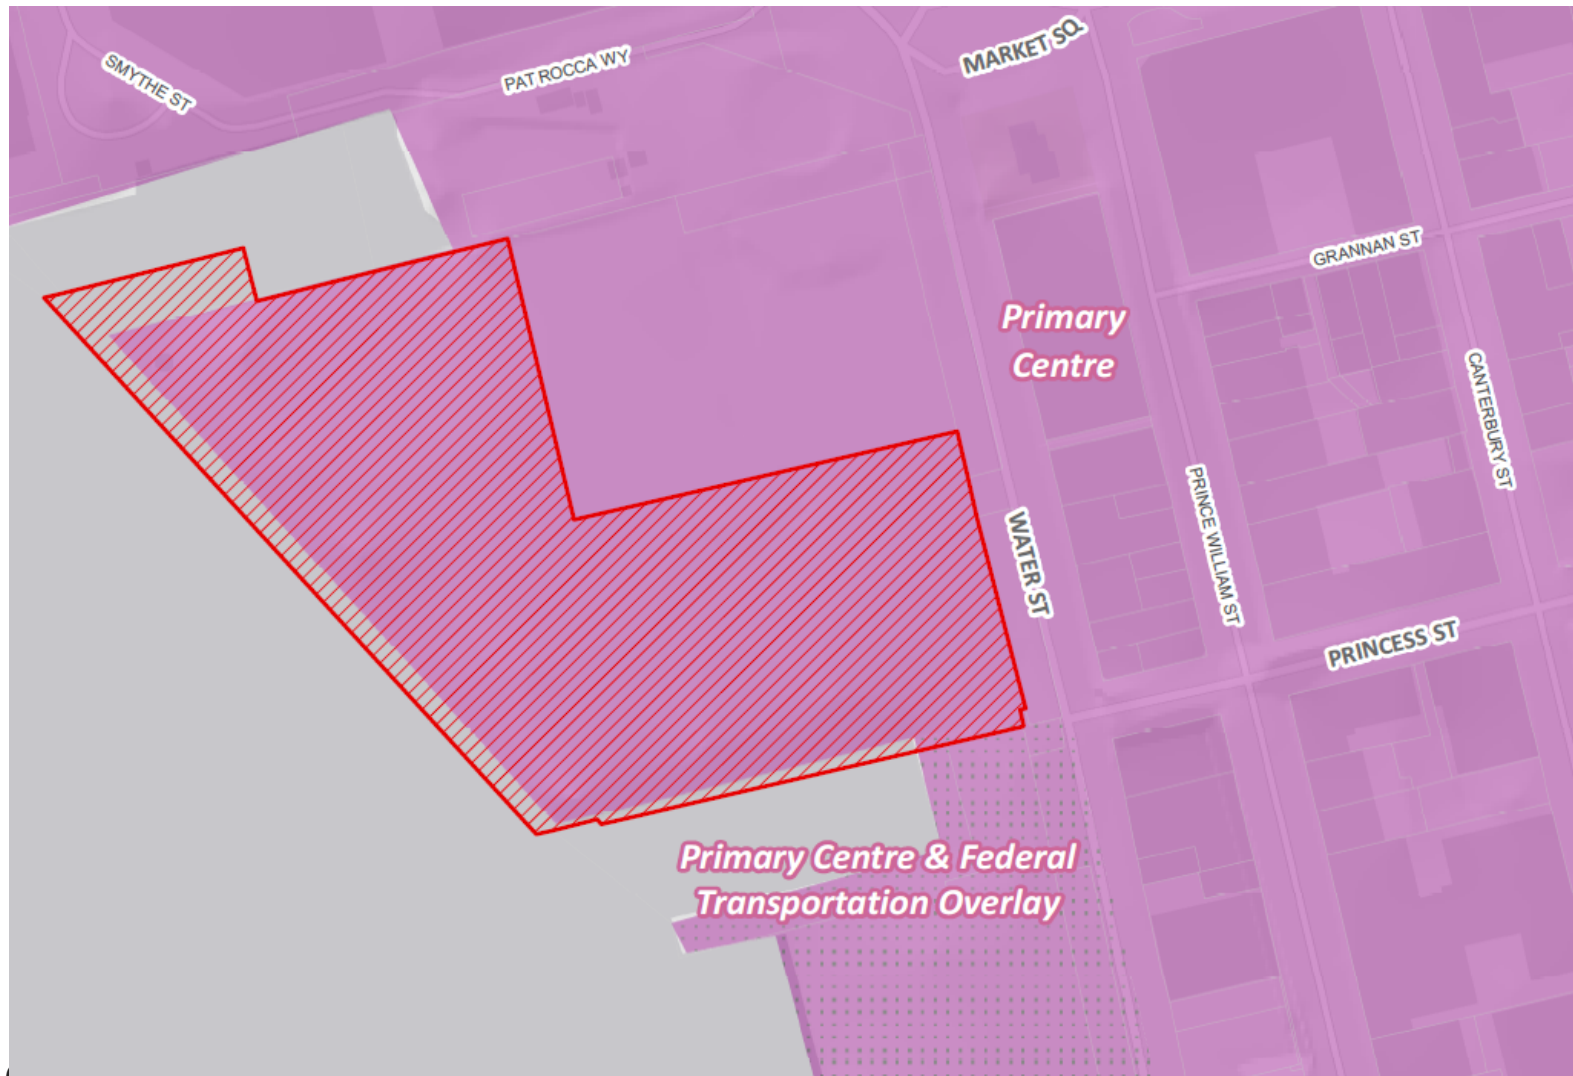 MARKET SQ
SMYTHE ST
PAT ROCCA WY
GRANNAN ST
Primary
Centre
CANTERBURY ST
PRINCE WILLIAM ST
WATER ST
PRINCESS ST
Primary Centre & Federal
Transportation Overlay